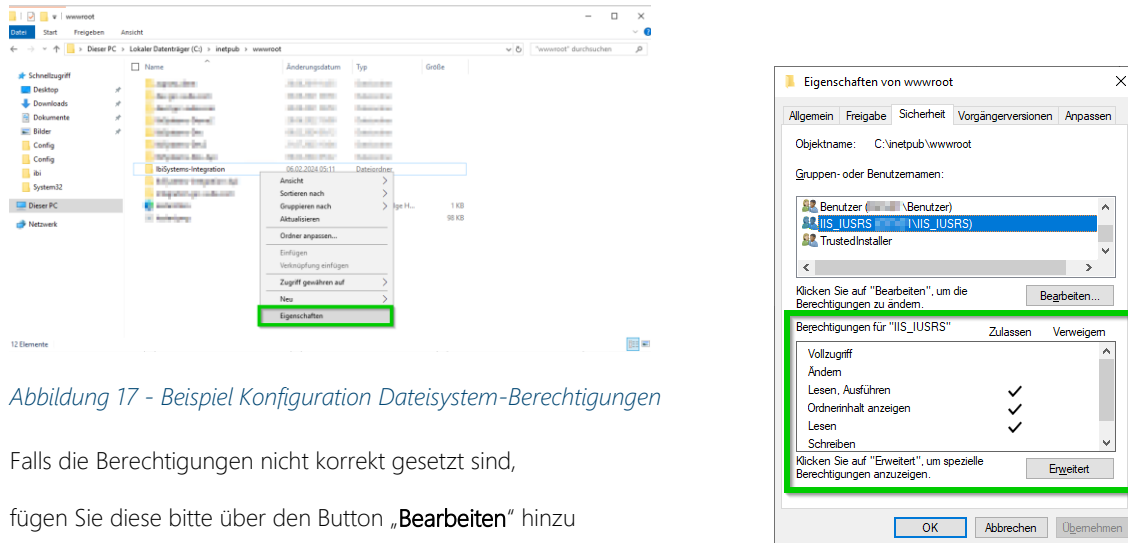 wwwroot
Datei Start Freigeben Ansicht
Dieser PC > Lokaler Datenträger (C:) > inetpub > wwwroot
"wwwroot" durchsuchen
Name Änderungsdatum Typ Größe
Schnellzugriff
Desktop
Downloads
Dokumente
Bilder
Config
Config
ibi
System32
Dieser PC
Netzwerk
IbiSystems-Integration 06.02.2024 05:11 Dateiordner
1 KB
98 KB
Ansicht
Sortieren nach
Gruppieren nach
Aktualisieren
Ordner anpassen...
Einfügen
Verknüpfung einfügen
Zugriff gewähren auf
Neu
Eigenschaften
12 Elemente
Abbildung 17 - Beispiel Konfiguration Dateisystem-Berechtigungen
Falls die Berechtigungen nicht korrekt gesetzt sind,
fügen Sie diese bitte über den Button „Bearbeiten“ hinzu
Eigenschaften von wwwroot
Allgemein Freigabe Sicherheit Vorgängerversionen Anpassen
Objektname: C:\inetpub\wwwroot
Gruppen- oder Benutzernamen:
Benutzer ( \Benutzer)
IIS_IUSRS \IIS_IUSRS)
TrustedInstaller
Klicken Sie auf "Bearbeiten", um die
Berechtigungen zu ändern.
Bearbeiten...
Berechtigungen für "IIS_IUSRS" Zulassen Verweigern
Vollzugriff
Ändern
Lesen, Ausführen
Ordnerinhalt anzeigen
Lesen
Schreiben
Klicken Sie auf "Erweitert", um spezielle
Berechtigungen anzuzeigen.
Erweitert
OK Abbrechen Übernehmen